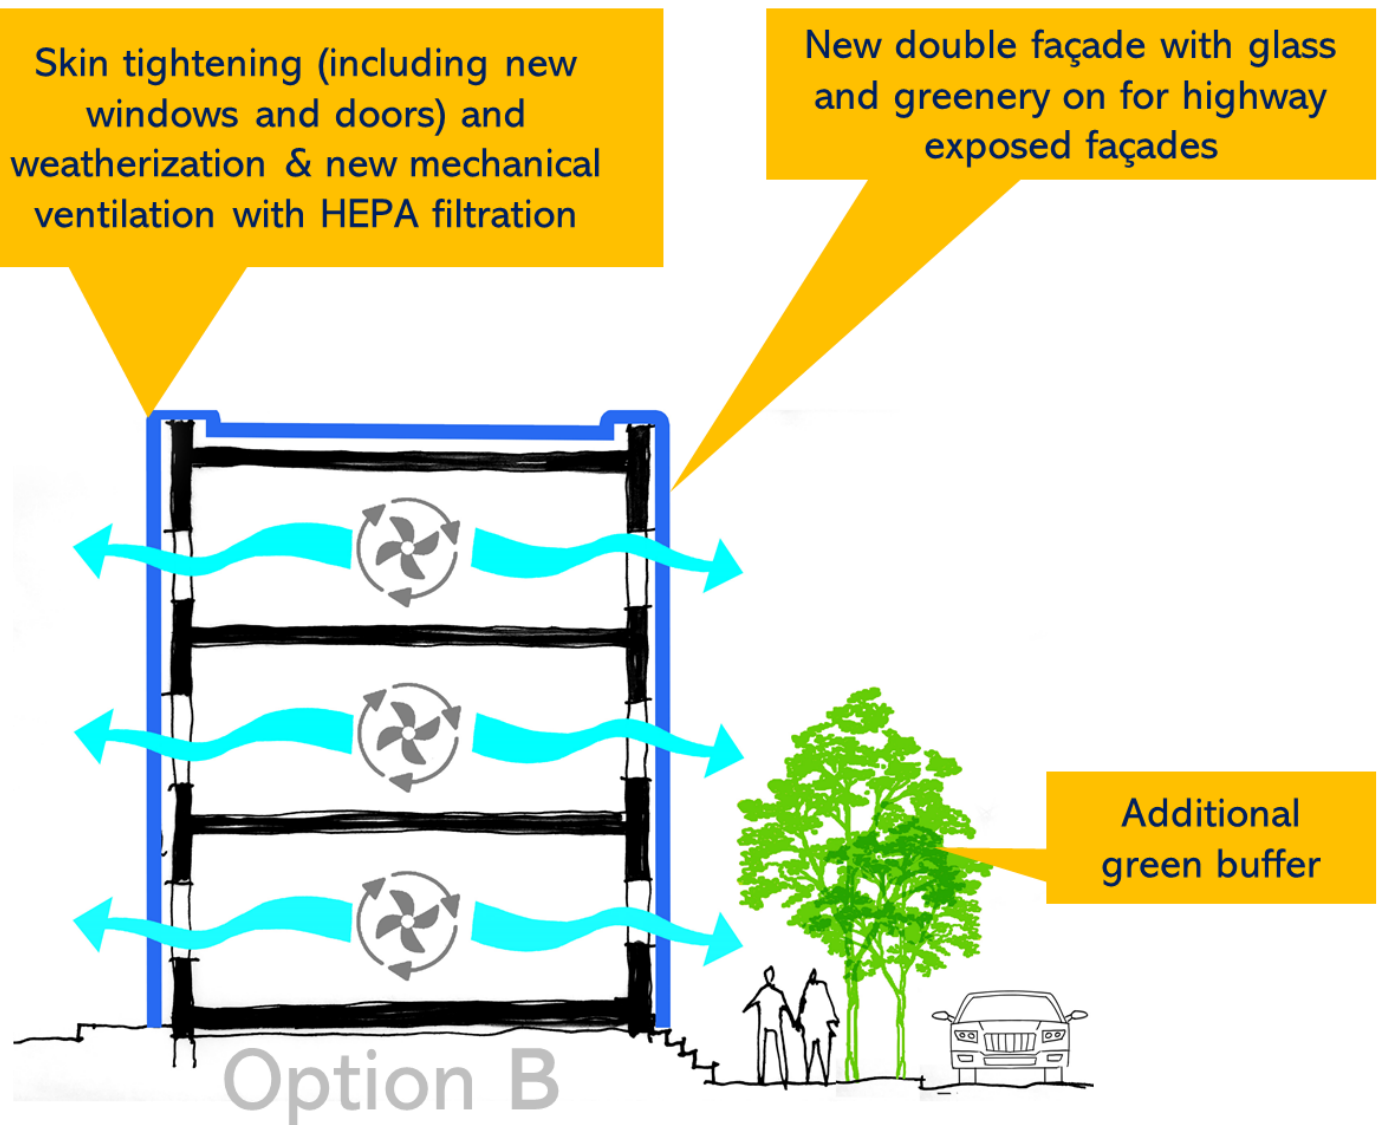 Skin tightening (including new
windows and doors) and
weatherization & new mechanical
ventilation with HEPA filtration
New double façade with glass
and greenery on for highway
exposed façades
Additional
green buffer
Option B